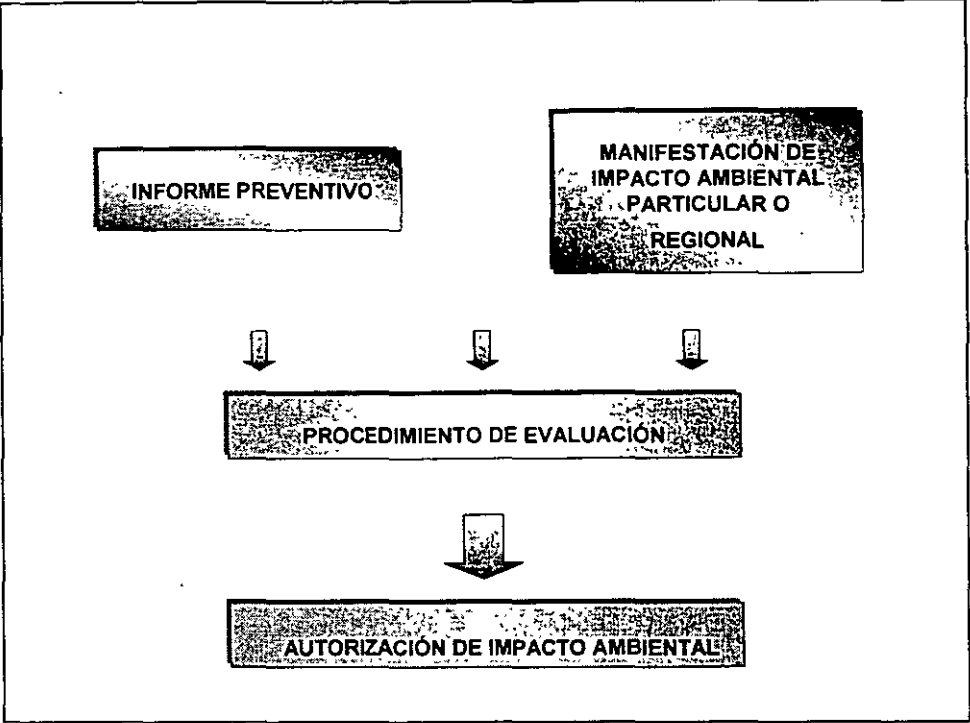 INFORME PREVENTIVO
MANIFESTACIÓN DE
IMPACTO AMBIENTAL
PARTICULAR O
REGIONAL
PROCEDIMIENTO DE EVALUACIÓN
AUTORIZACIÓN DE IMPACTO AMBIENTAL